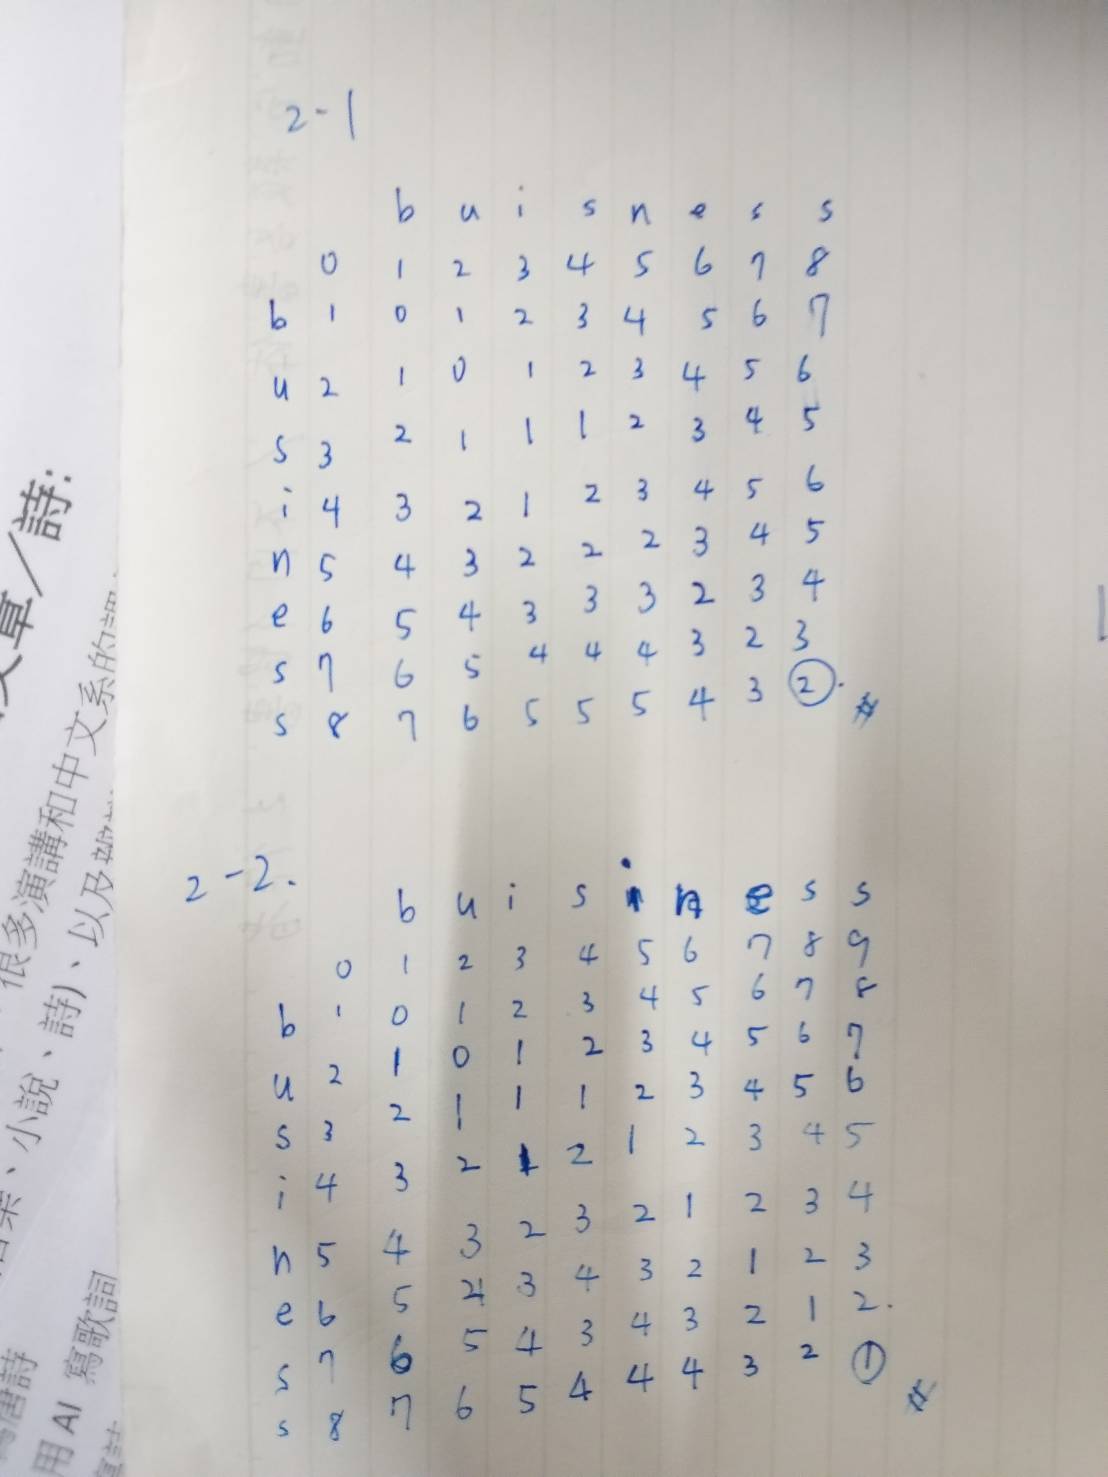 2-1
b u i s n e s s
0 1 2 3 4 5 6 7 8
b 1 0 1 2 3 4 5 6 7
u 2 1 0 1 2 3 4 5 6
s 3 2 1 1 1 2 3 4 5
i 4 3 2 1 2 3 4 5 6
n 5 4 3 2 2 2 3 4 5
e 6 5 4 3 3 3 2 3 4
s 7 6 5 4 4 4 3 2 3
s 8 7 6 5 5 5 4 3 2.
2-2.
b u i s i n e s s
0 1 2 3 4 5 6 7 8 9
b 1 0 1 2 3 4 5 6 7 8
u 2 1 0 1 2 3 4 5 6 7
s 3 2 1 1 1 2 3 4 5 6
i 4 3 2 1 2 1 2 3 4 5
n 5 4 3 2 3 2 1 2 3 4
e 6 5 4 3 4 3 2 1 2 3
s 7 6 5 4 3 4 3 2 1 2.
s 8 7 6 5 4 4 4 3 2 1
章/詩:
很多演講和中文系的
、小說、詩)、以及
唐詩
用 AI 寫歌詞